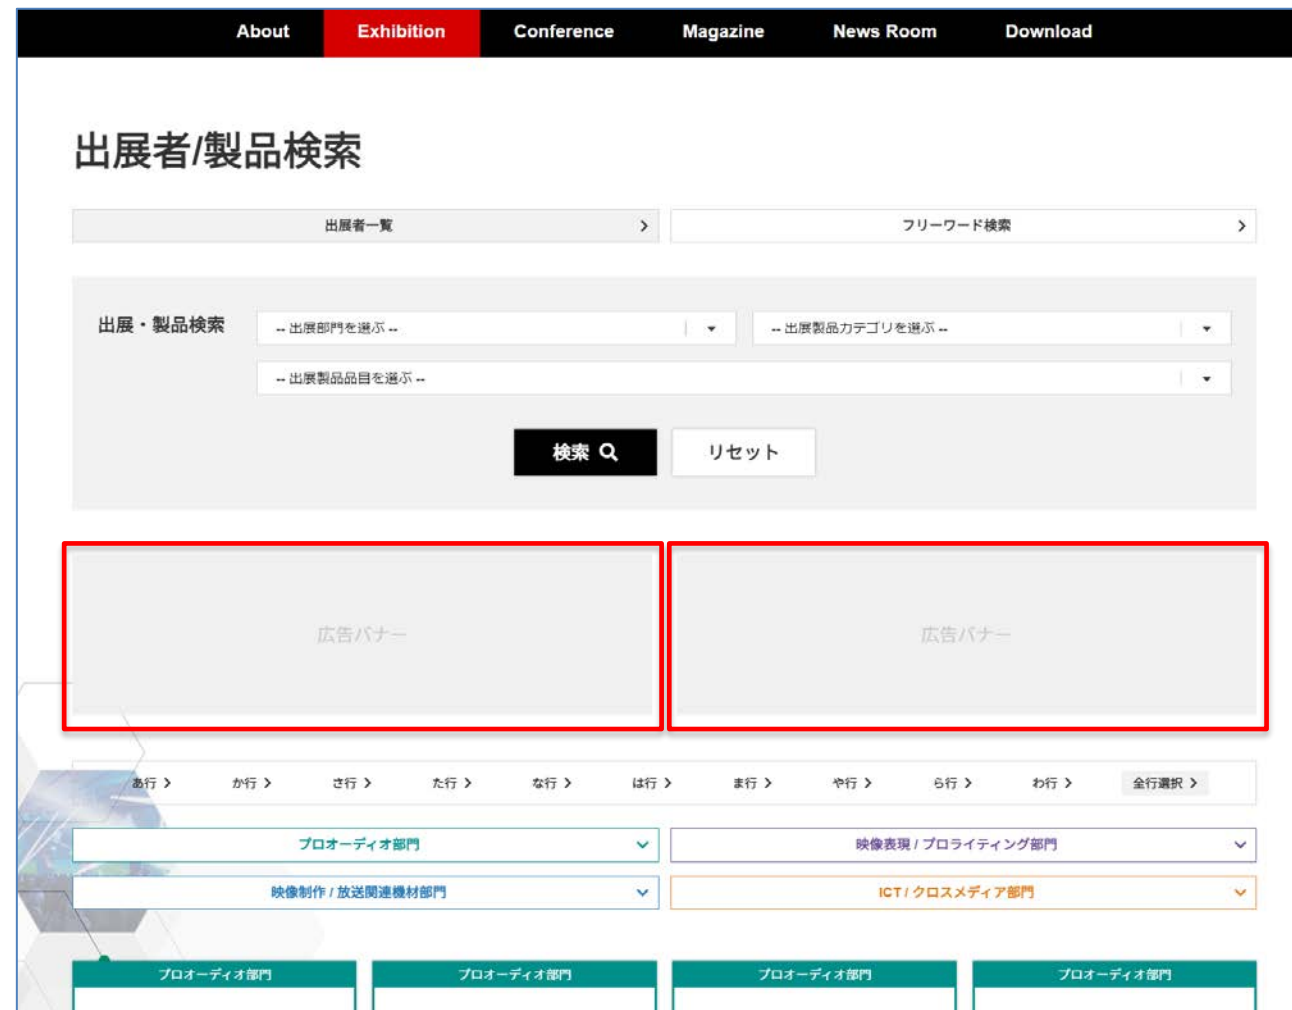 About Exhibition Conference Magazine News Room Download
出展者/製品検索
出展者一覧 フリーワード検索
出展・製品検索 -- 出展部門を選ぶ -- -- 出展製品カテゴリを選ぶ --
-- 出展製品品目を選ぶ --
検索 リセット
広告バナー 広告バナー
あ行 か行 さ行 た行 な行 は行 ま行 や行 ら行 わ行 全行選択
プロオーディオ部門 映像表現 / プロライティング部門
映像制作 / 放送関連機材部門 ICT / クロスメディア部門
プロオーディオ部門 プロオーディオ部門 プロオーディオ部門 プロオーディオ部門